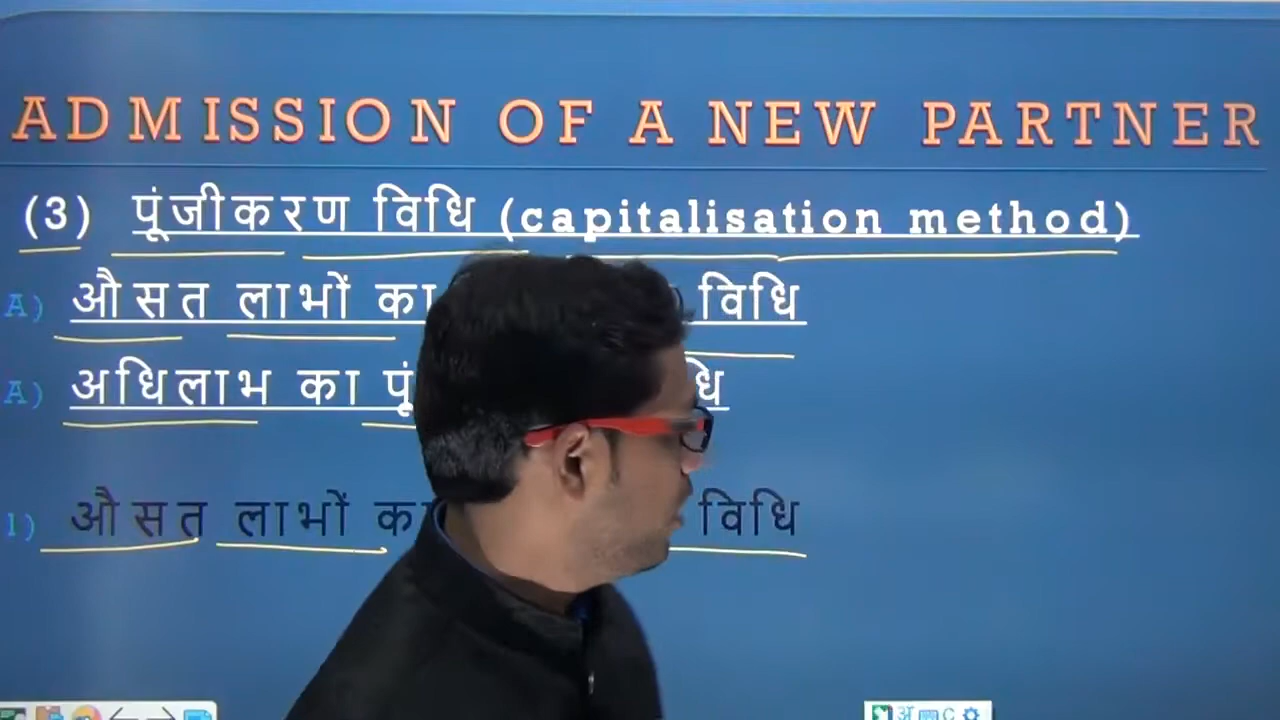 ADMISSION OF A NEW PARTNER
(3) पूंजीकरण विधि (capitalisation method)
A) औसत लाभों का विधि
A) अधिलाभ का
1) औसत लाभों का विधि
अ C